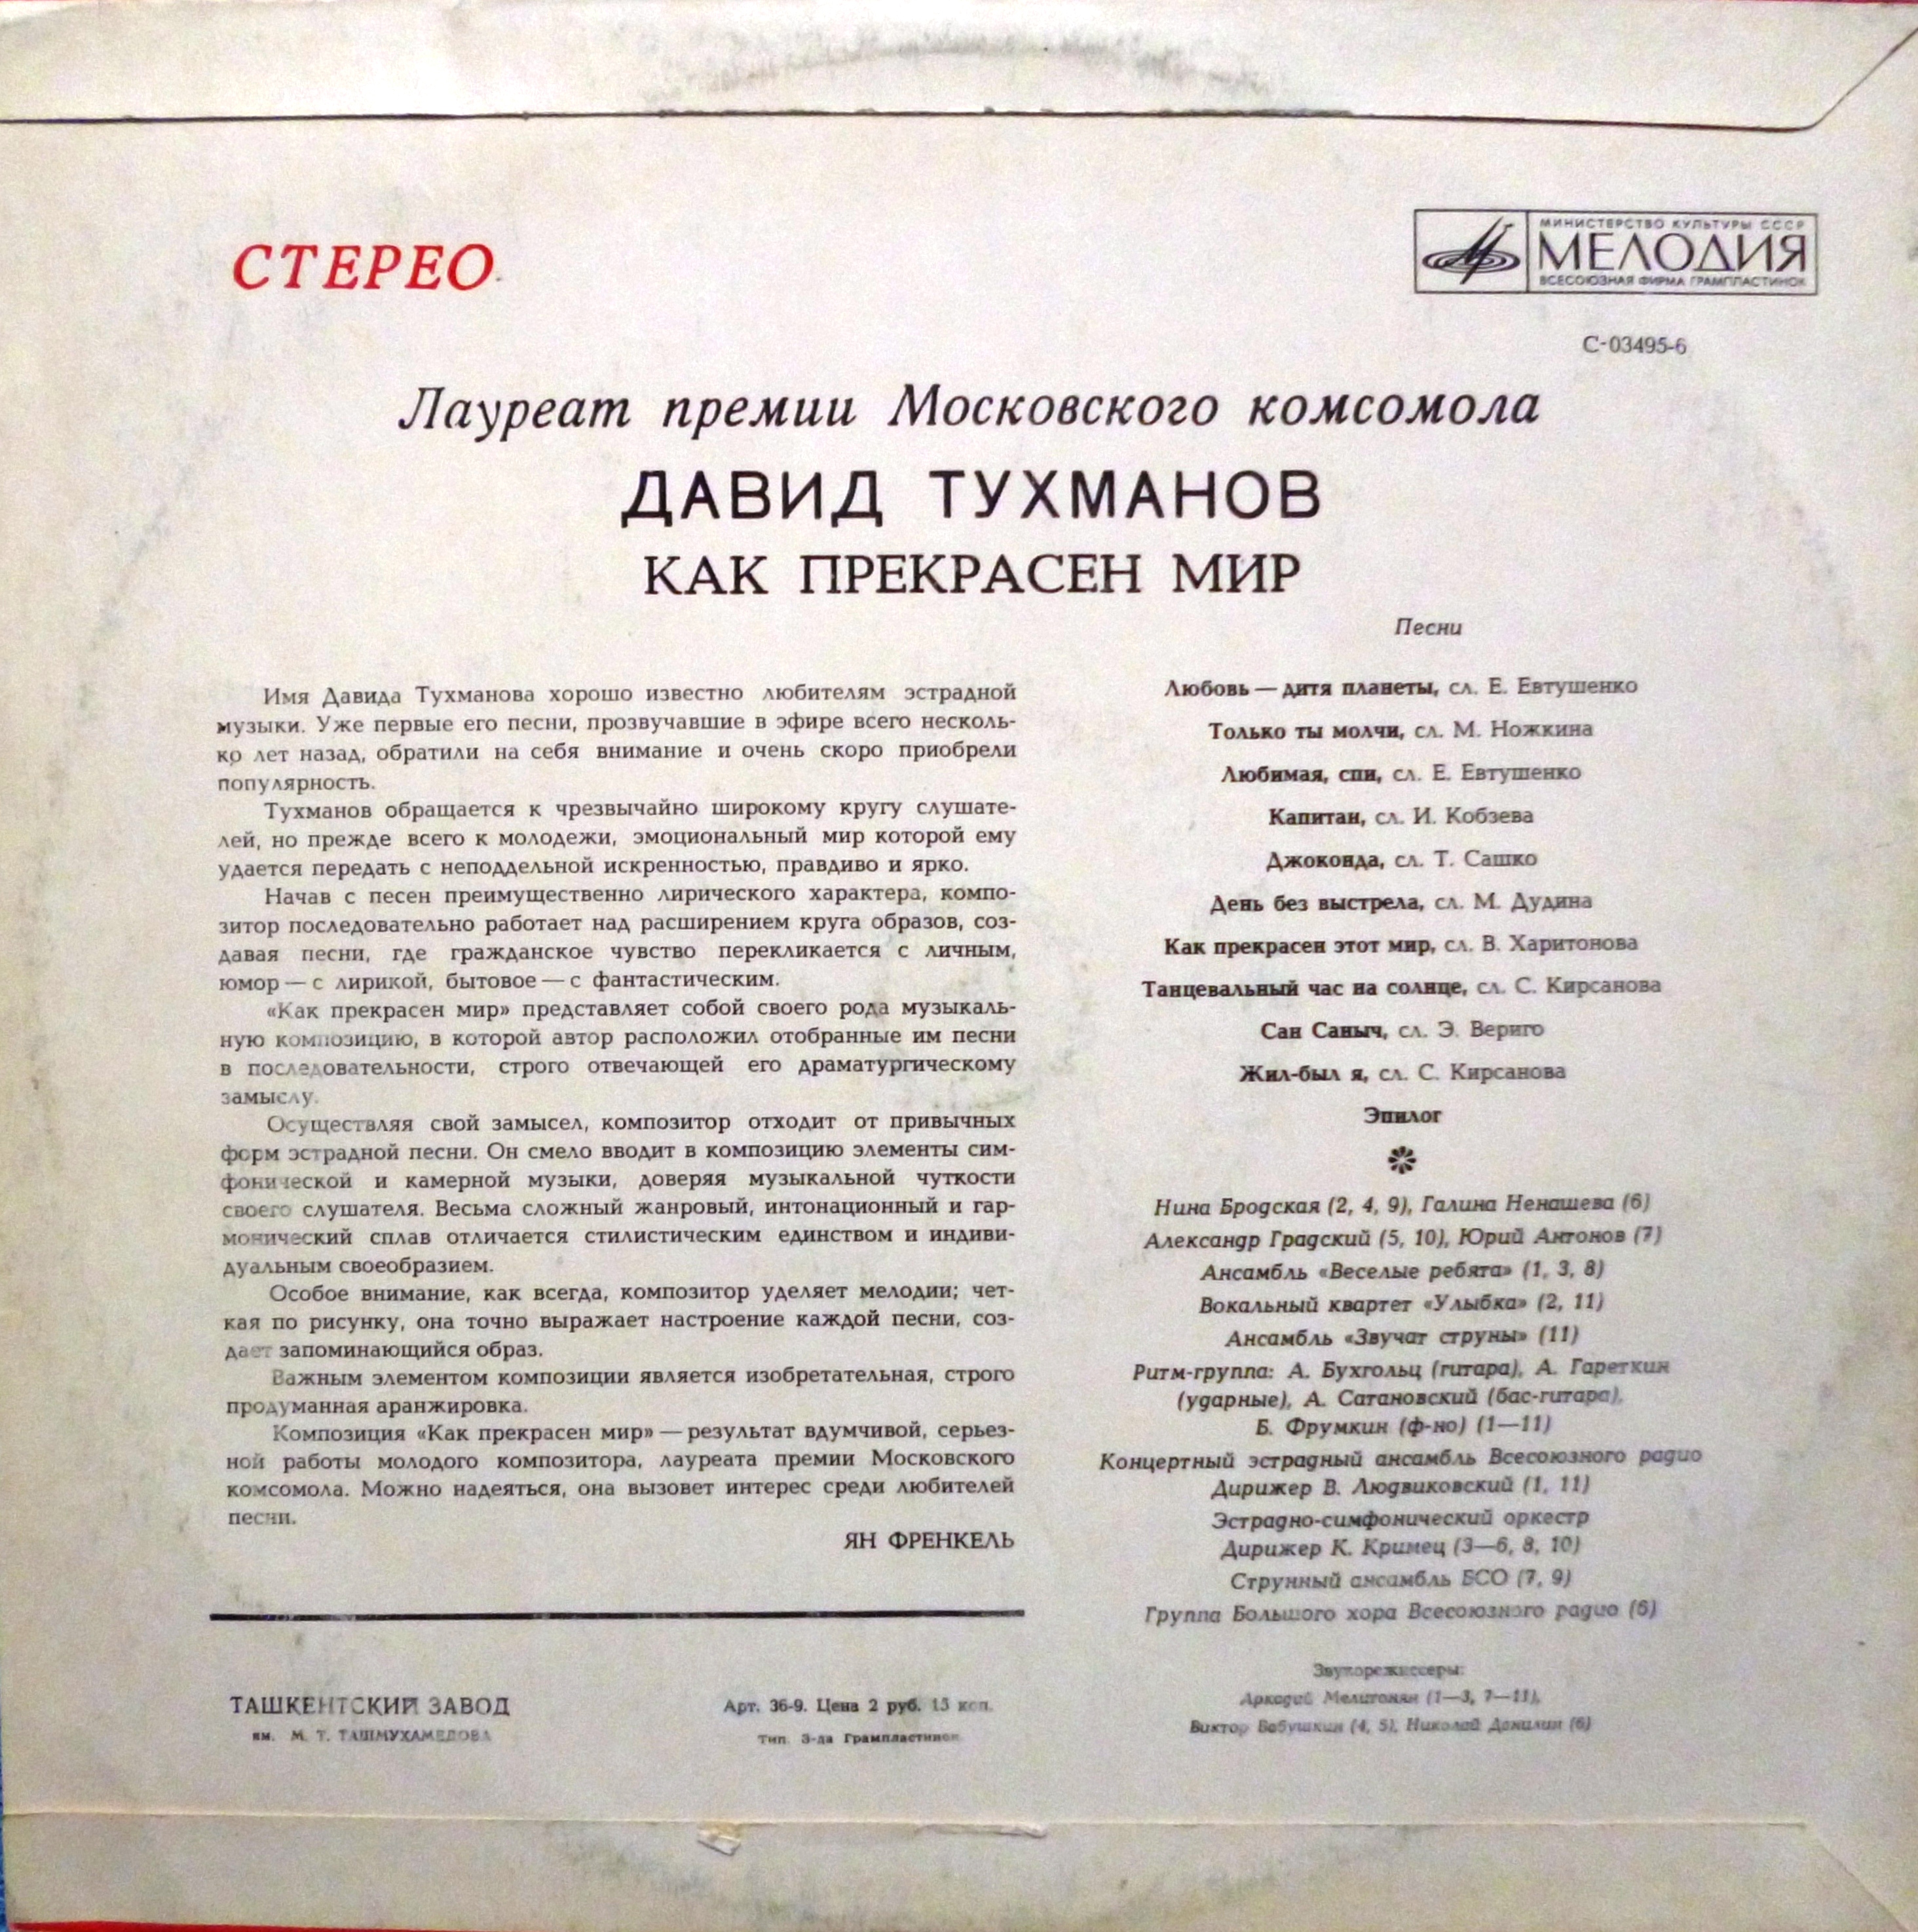 СТЕРЕО
МИНИСТЕРСТВО КУЛЬТУРЫ СССР
МЕЛОДИЯ
ВСЕСОЮЗНАЯ ФИРМА ГРАМПЛАСТИНОК
С-03495-6
Лауреат премии Московского комсомола
ДАВИД ТУХМАНОВ
КАК ПРЕКРАСЕН МИР
Имя Давида Тухманова хорошо известно любителям эстрадной
музыки. Уже первые его песни, прозвучавшие в эфире всего несколь-
ко лет назад, обратили на себя внимание и очень скоро приобрели
популярность.
Тухманов обращается к чрезвычайно широкому кругу слушате-
лей, но прежде всего к молодежи, эмоциональный мир которой ему
удается передать с неподдельной искренностью, правдиво и ярко.
Начав с песен преимущественно лирического характера, компо-
зитор последовательно работает над расширением круга образов, соз-
давая песни, где гражданское чувство перекликается с личным,
юмор — с лирикой, бытовое — с фантастическим.
«Как прекрасен мир» представляет собой своего рода музыкаль-
ную композицию, в которой автор расположил отобранные им песни
в последовательности, строго отвечающей его драматургическому
замыслу.
Осуществляя свой замысел, композитор отходит от привычных
форм эстрадной песни. Он смело вводит в композицию элементы сим-
фонической и камерной музыки, доверяя музыкальной чуткости
своего слушателя. Весьма сложный жанровый, интонационный и гар-
монический сплав отличается стилистическим единством и индиви-
дуальным своеобразием.
Особое внимание, как всегда, композитор уделяет мелодии; чет-
кая по рисунку, она точно выражает настроение каждой песни, соз-
дает запоминающийся образ.
Важным элементом композиции является изобретательная, строго
продуманная аранжировка.
Композиция «Как прекрасен мир» — результат вдумчивой, серьез-
ной работы молодого композитора, лауреата премии Московского
комсомола. Можно надеяться, она вызовет интерес среди любителей
песни.
ЯН ФРЕНКЕЛЬ
Песни
Любовь — дитя планеты, сл. Е. Евтушенко
Только ты молчи, сл. М. Ножкина
Любимая, спи, сл. Е. Евтушенко
Капитан, сл. И. Кобзева
Джоконда, сл. Т. Сашко
День без выстрела, сл. М. Дудина
Как прекрасен этот мир, сл. В. Харитонова
Танцевальный час на солнце, сл. С. Кирсанова
Сан Саныч, сл. Э. Вериго
Жил-был я, сл. С. Кирсанова
Эпилог
Нина Бродская (2, 4, 9), Галина Ненашева (6)
Александр Градский (5, 10), Юрий Антонов (7)
Ансамбль «Веселые ребята» (1, 3, 8)
Вокальный квартет «Улыбка» (2, 11)
Ансамбль «Звучат струны» (11)
Ритм-группа: А. Бухгольц (гитара), А. Гареткин
(ударные), А. Сатановский (бас-гитара),
Б. Фрумкин (ф-но) (1—11)
Концертный эстрадный ансамбль Всесоюзного радио
Дирижер В. Людвиковский (1, 11)
Эстрадно-симфонический оркестр
Дирижер К. Кримец (3—6, 8, 10)
Струнный ансамбль БСО (7, 9)
Группа Большого хора Всесоюзного радио (6)
Звукорежиссеры:
Аркадий Мелитонян (1—3, 7—11),
Виктор Бабушкин (4, 5), Николай Данилин (6)
ТАШКЕНТСКИЙ ЗАВОД
им. М. Т. ТАШМУХАМЕДОВА
Арт. 36-9. Цена 2 руб. 15 коп.
Тип. З-да Грампластинок